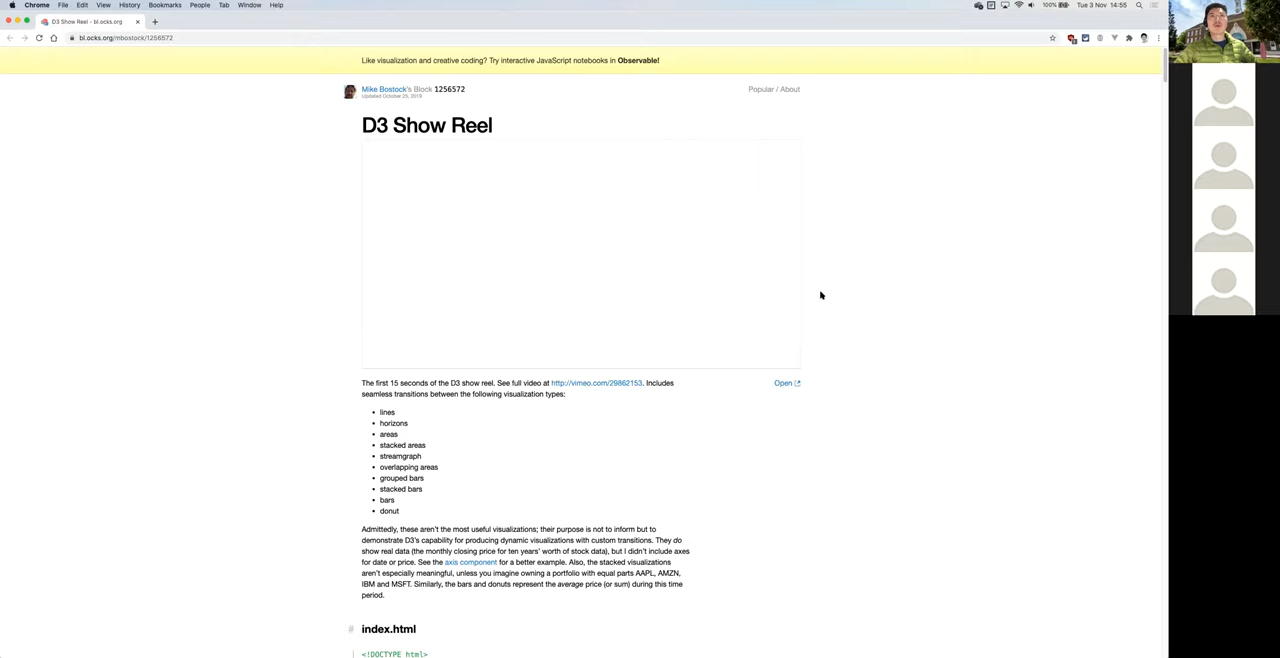 Chrome File Edit View History Bookmarks People Tab Window Help
100% Tue 3 Nov 14:55
D3 Show Reel - bl.ocks.org
bl.ocks.org/mbostock/1256572
Like visualization and creative coding? Try interactive JavaScript notebooks in Observable!
Mike Bostock's Block 1256572
Updated October 25, 2019
Popular / About
D3 Show Reel
The first 15 seconds of the D3 show reel. See full video at http://vimeo.com/29862153. Includes
Open
seamless transitions between the following visualization types:
• lines
• horizons
• areas
• stacked areas
• streamgraph
• overlapping areas
• grouped bars
• stacked bars
• bars
• donut
Admittedly, these aren't the most useful visualizations; their purpose is not to inform but to
demonstrate D3's capability for producing dynamic visualizations with custom transitions. They do
show real data (the monthly closing price for ten years' worth of stock data), but I didn't include axes
for date or price. See the axis component for a better example. Also, the stacked visualizations
aren't especially meaningful, unless you imagine owning a portfolio with equal parts AAPL, AMZN,
IBM and MSFT. Similarly, the bars and donuts represent the average price (or sum) during this time
period.
# index.html
<!DOCTYPE html>